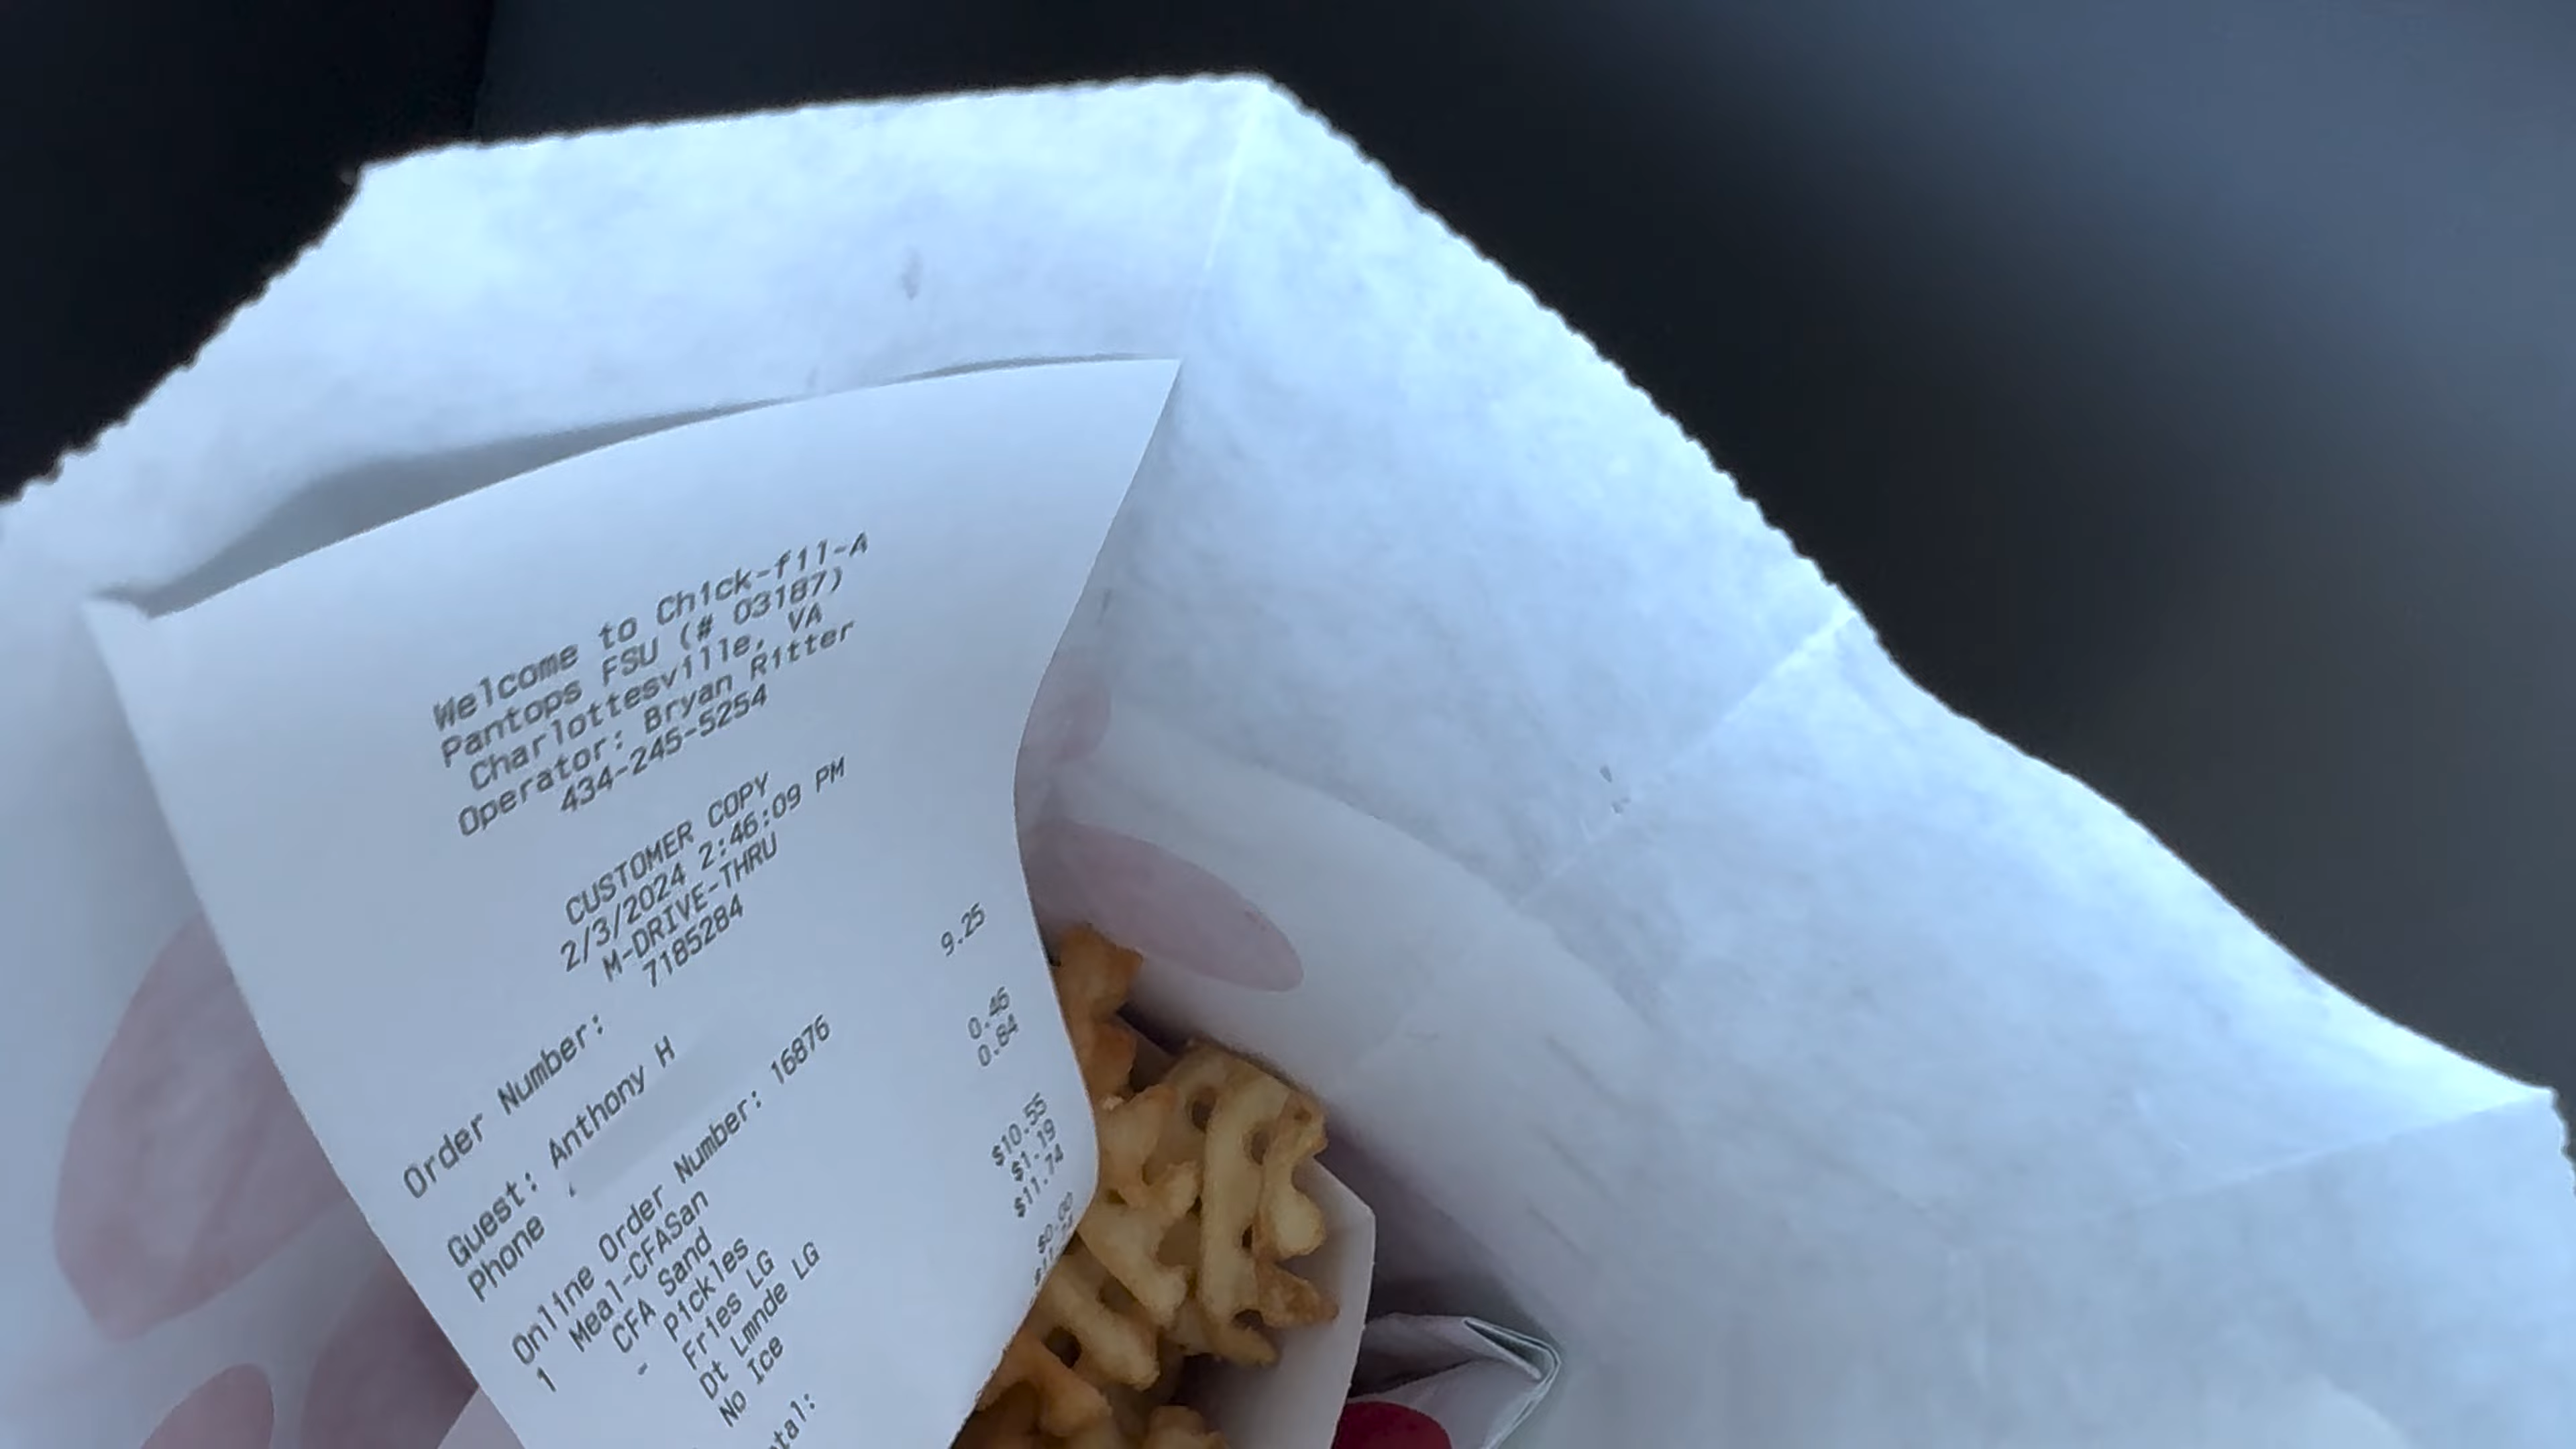 Welcome to Chick-fil-A
Pantops FSU (# 03187)
Charlottesville, VA
Operator: Bryan Ritter
434-245-5254
CUSTOMER COPY
2/3/2024 2:46:09 PM
M-DRIVE-THRU
7185284
Order Number:
Guest: Anthony H
Phone
Online Order Number: 16876
1 Meal-CFASan 9.25
CFA Sand
- Pickles
Fries LG 0.46
Dt Lmnde LG 0.84
No Ice
$10.55
$1.19
$11.74
$0.00